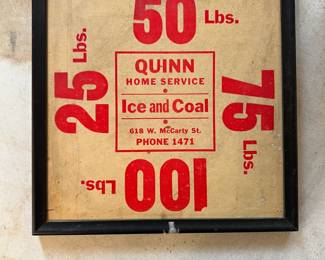 50 Lbs.
25 Lbs.
QUINN
HOME SERVICE
Ice and Coal
618 W. McCarty St.
PHONE 1471
75 Lbs.
100 Lbs.